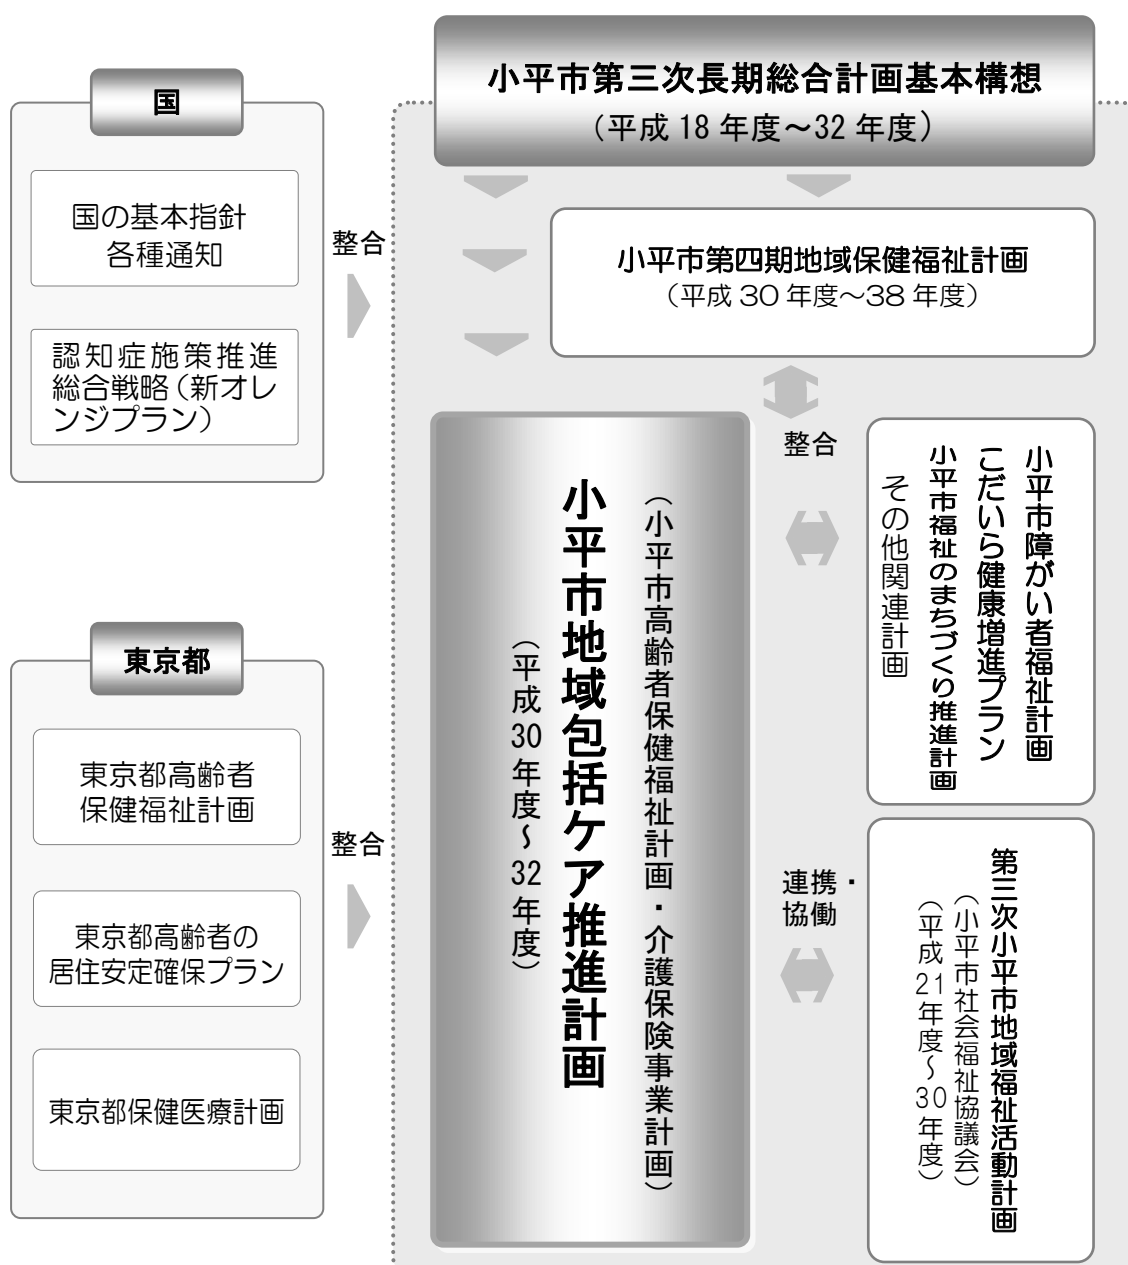 小平市第三次長期総合計画基本構想
（平成 18 年度～32 年度）
国
国の基本指針
各種通知
認知症施策推進
総合戦略（新オレ
ンジプラン）
整合
小平市第四期地域保健福祉計画
（平成 30 年度～38 年度）
整合
東京都
東京都高齢者
保健福祉計画
東京都高齢者の
居住安定確保プラン
東京都保健医療計画
整合
（小平市高齢者保健福祉計画・介護保険事業計画）
小平市地域包括ケア推進計画
（平成 30 年度～32 年度）
小平市障がい者福祉計画
こだいら健康増進プラン
小平市福祉のまちづくり推進計画
その他関連計画
連携・
協働
第三次小平市地域福祉活動計画
（小平市社会福祉協議会）
（平成 21 年度～30 年度）